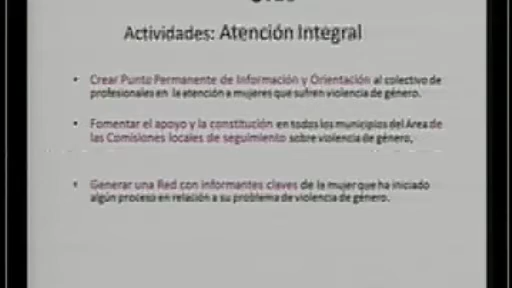 Actividades: Atención Integral
• Crear Punto Permanente de Información y Orientación al colectivo de
profesionales en la atención a mujeres que sufren violencia de género.
• Fomentar el apoyo y la constitución en todos los municipios del Area de
las Comisiones locales de seguimiento sobre violencia de género,
• Generar una Red con informantes claves de la mujer que ha iniciado
algún proceso en relación a su problema de violencia de género.